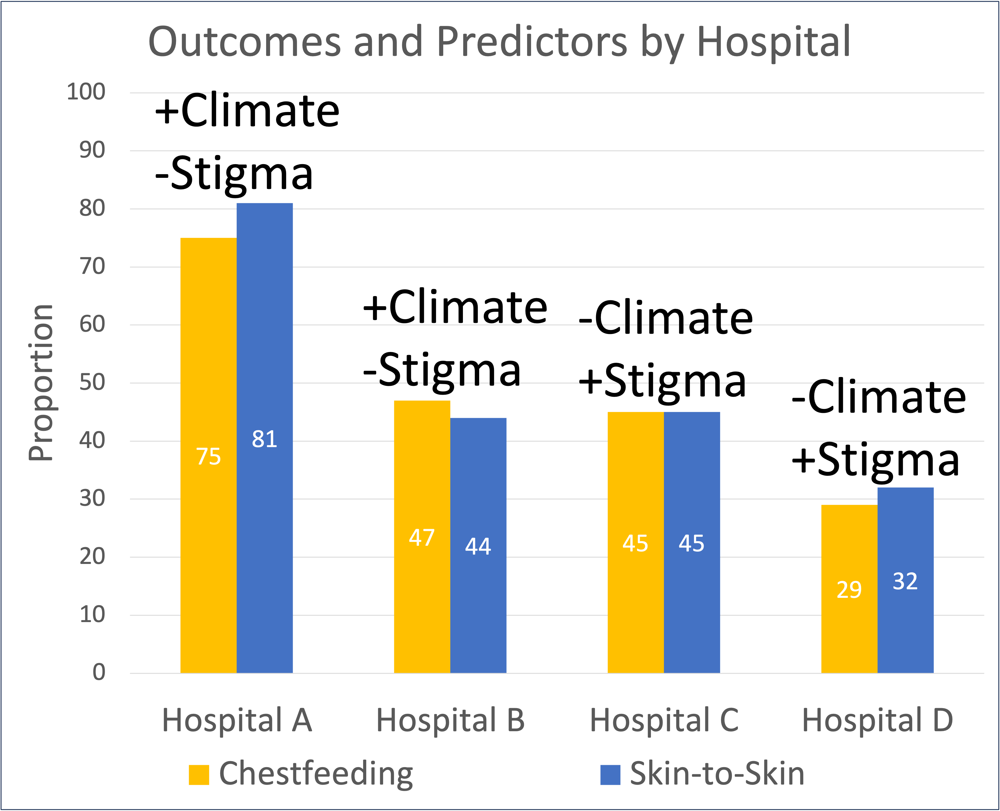 Outcomes and Predictors by Hospital
Proportion
100
90
80
70
60
50
40
30
20
10
0
+Climate
-Stigma
75
81
+Climate
-Stigma
47
44
-Climate
+Stigma
45
45
-Climate
+Stigma
29
32
Hospital A
Hospital B
Hospital C
Hospital D
Chestfeeding
Skin-to-Skin